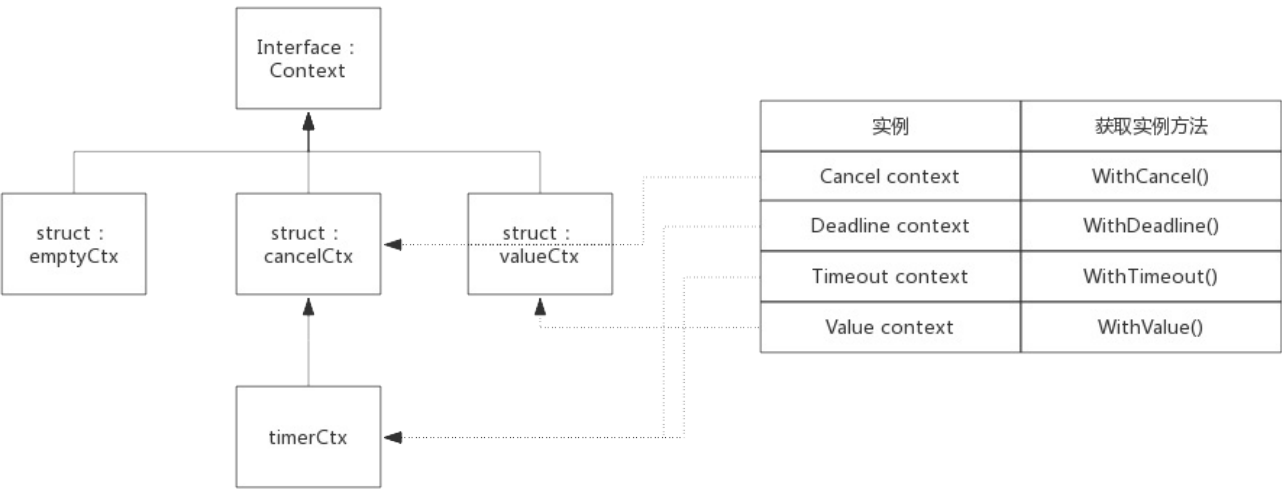 Interface：
Context
struct：
emptyCtx
struct：
cancelCtx
struct：
valueCtx
timerCtx
实例 获取实例方法
Cancel context WithCancel()
Deadline context WithDeadline()
Timeout context WithTimeout()
Value context WithValue()